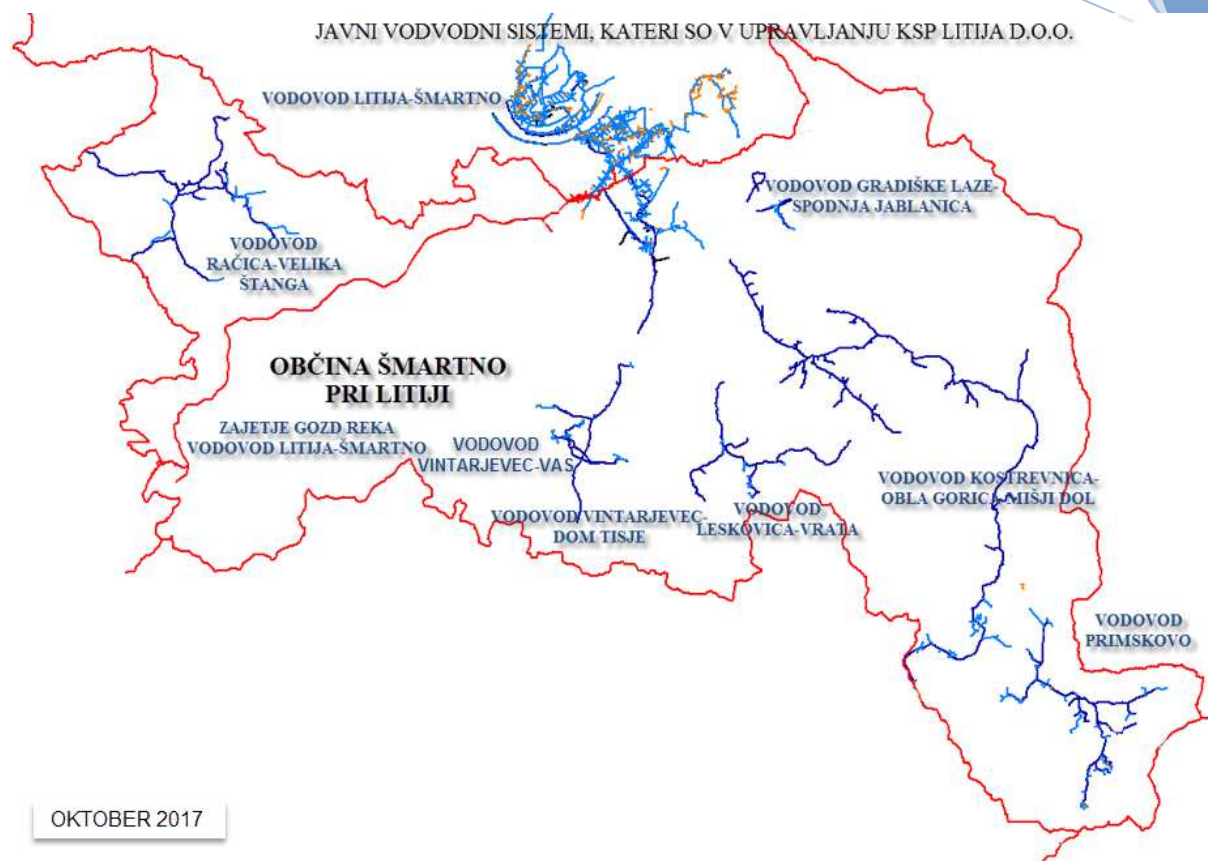 JAVNI VODVODNI SISTEMI, KATERI SO V UPRAVLJANJU KSP LITIJA D.O.O.
VODOVOD LITIJA-ŠMARTNO
VODOVOD GRADIŠKE LAZE-
SPODNJA JABLANICA
VODOVOD
RAČICA-VELIKA
ŠTANGA
OBČINA ŠMARTNO
PRI LITIJI
ZAJETJE GOZD REKA
VODOVOD LITIJA-ŠMARTNO
VODOVOD
VINTARJEVEC-VAS
VODOVOD VINTARJEVEC-
DOM TISJE
VODOVOD
LESKOVICA-VRATA
VODOVOD KOSTREVNICA-
OBLA GORICA-MIŠJI DOL
VODOVOD
PRIMSKOVO
OKTOBER 2017